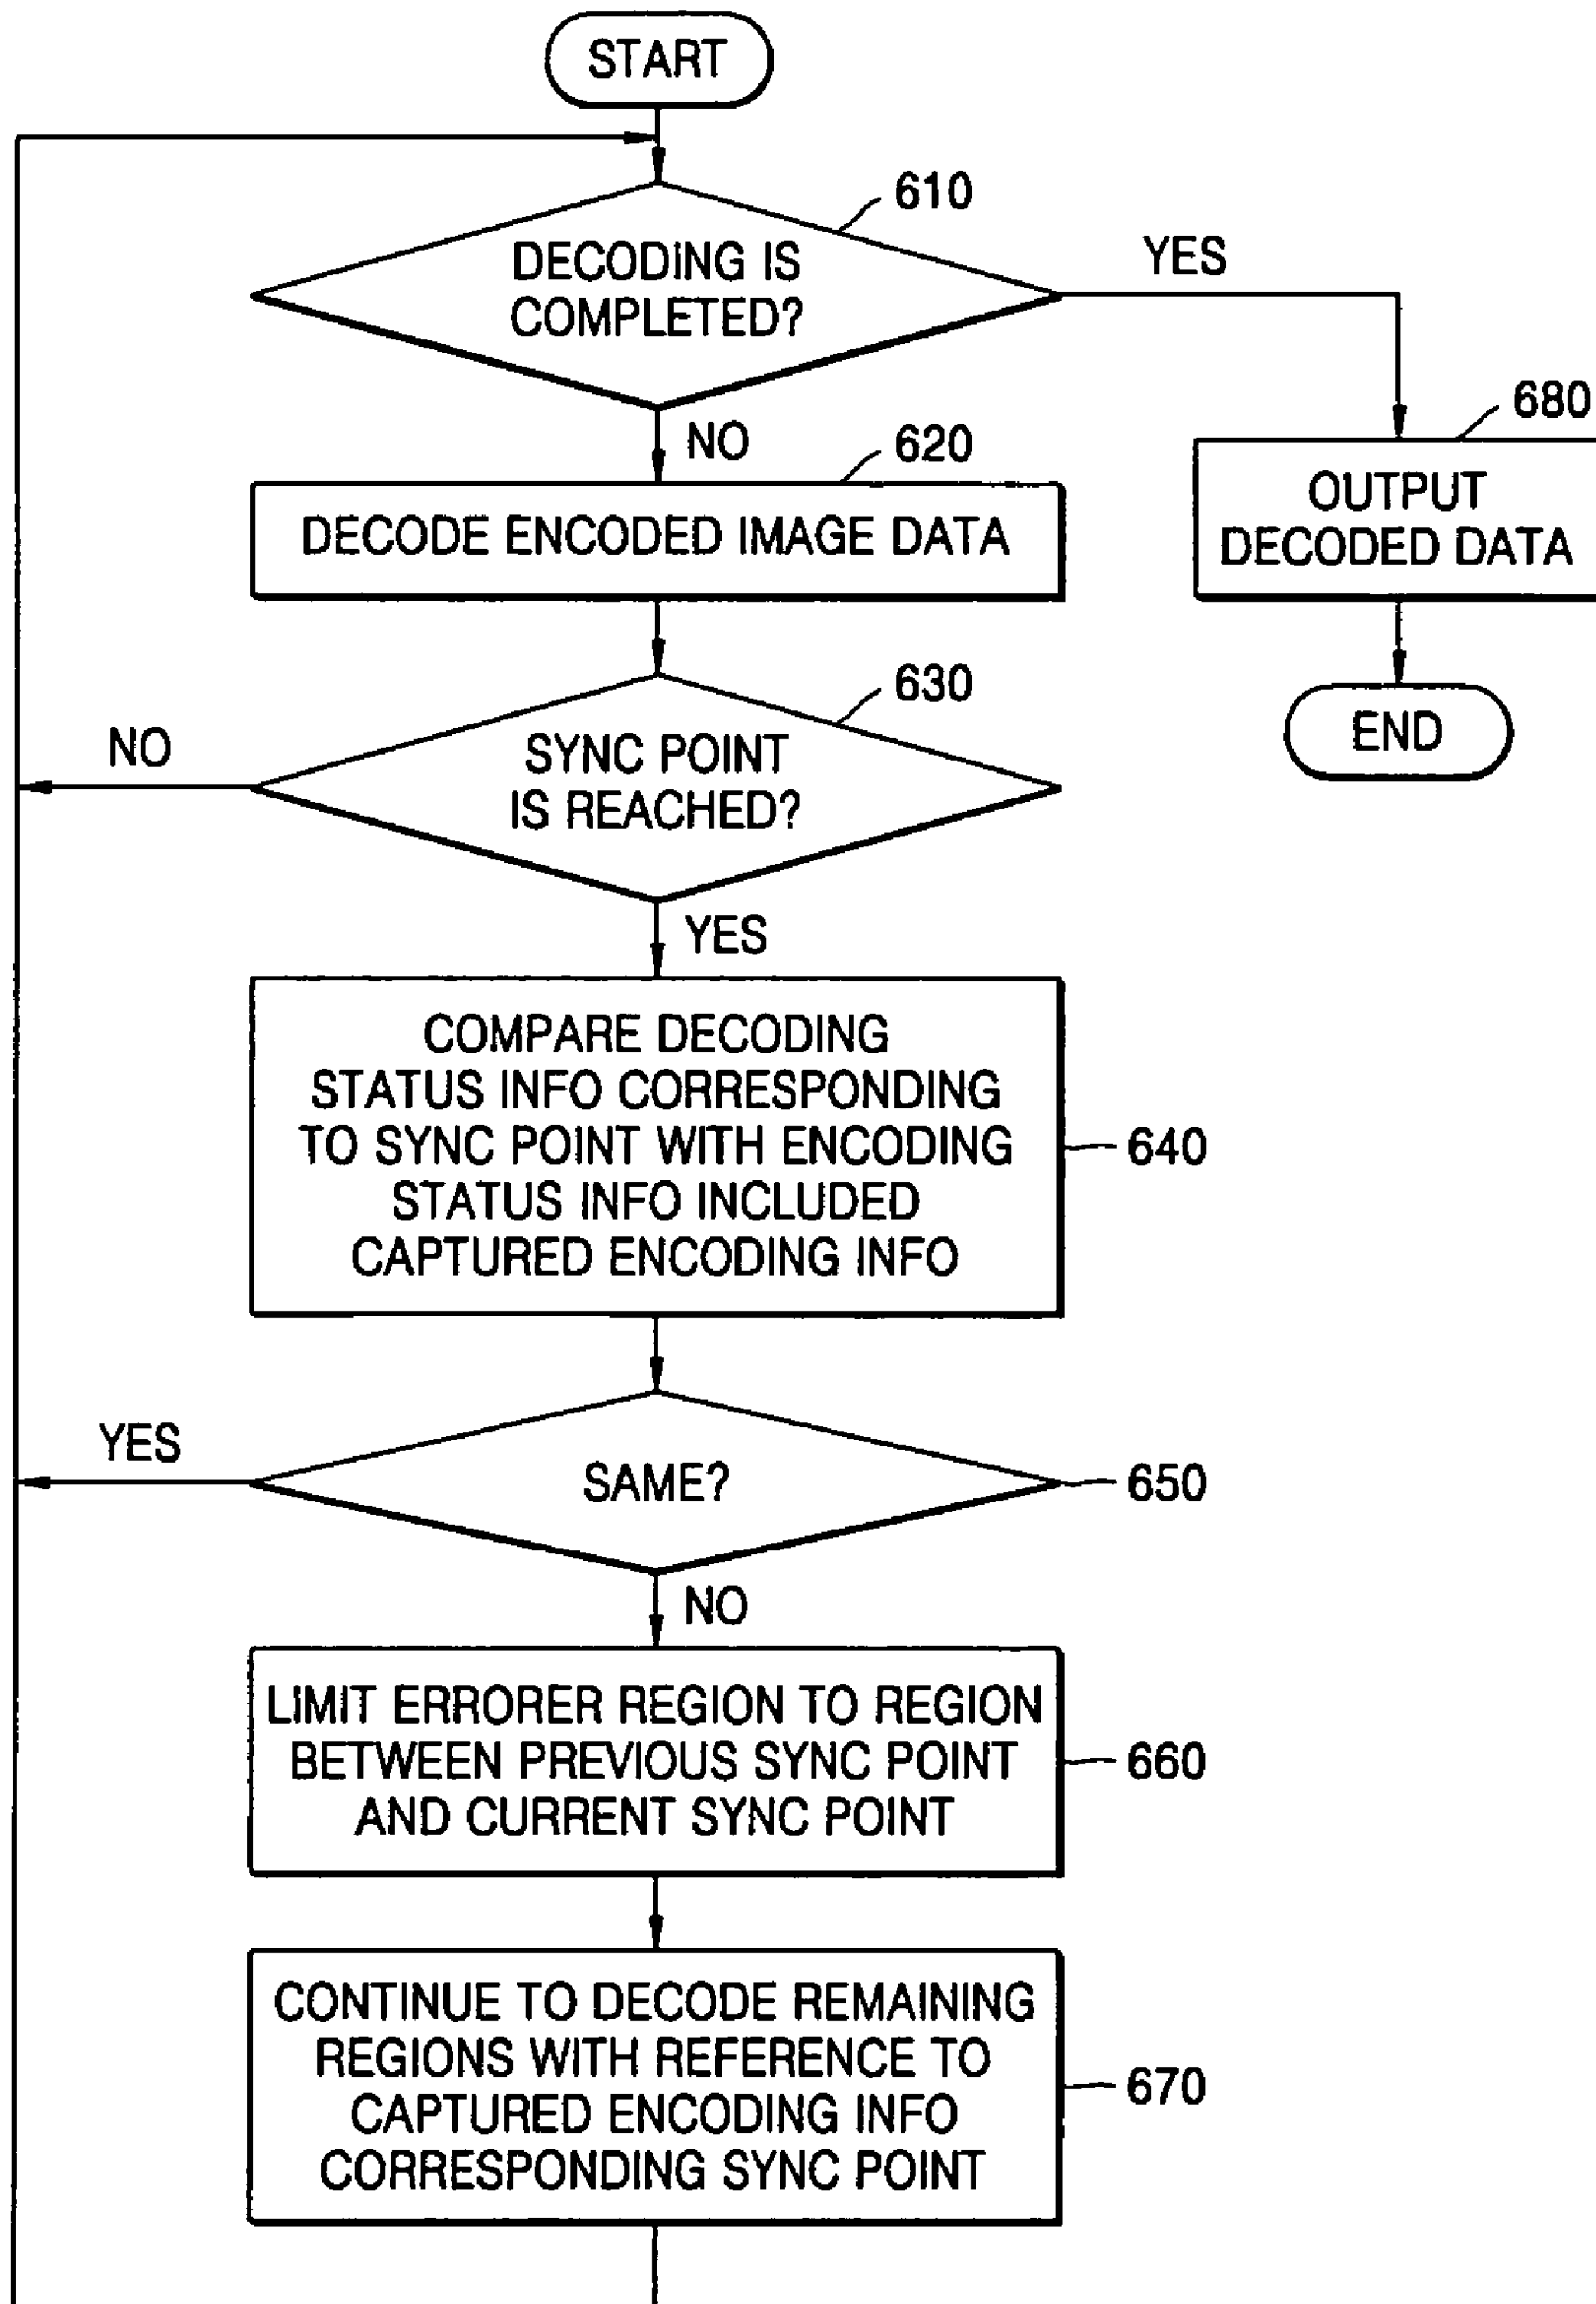 START
610
DECODING IS
COMPLETED?
YES
NO
680
620
OUTPUT
DECODED DATA
DECODE ENCODED IMAGE DATA
630
NO
SYNC POINT
IS REACHED?
END
YES
COMPARE DECODING
STATUS INFO CORRESPONDING
TO SYNC POINT WITH ENCODING
STATUS INFO INCLUDED
CAPTURED ENCODING INFO
640
YES
SAME?
650
NO
LIMIT ERRORER REGION TO REGION
BETWEEN PREVIOUS SYNC POINT
AND CURRENT SYNC POINT
660
CONTINUE TO DECODE REMAINING
REGIONS WITH REFERENCE TO
CAPTURED ENCODING INFO
CORRESPONDING SYNC POINT
670